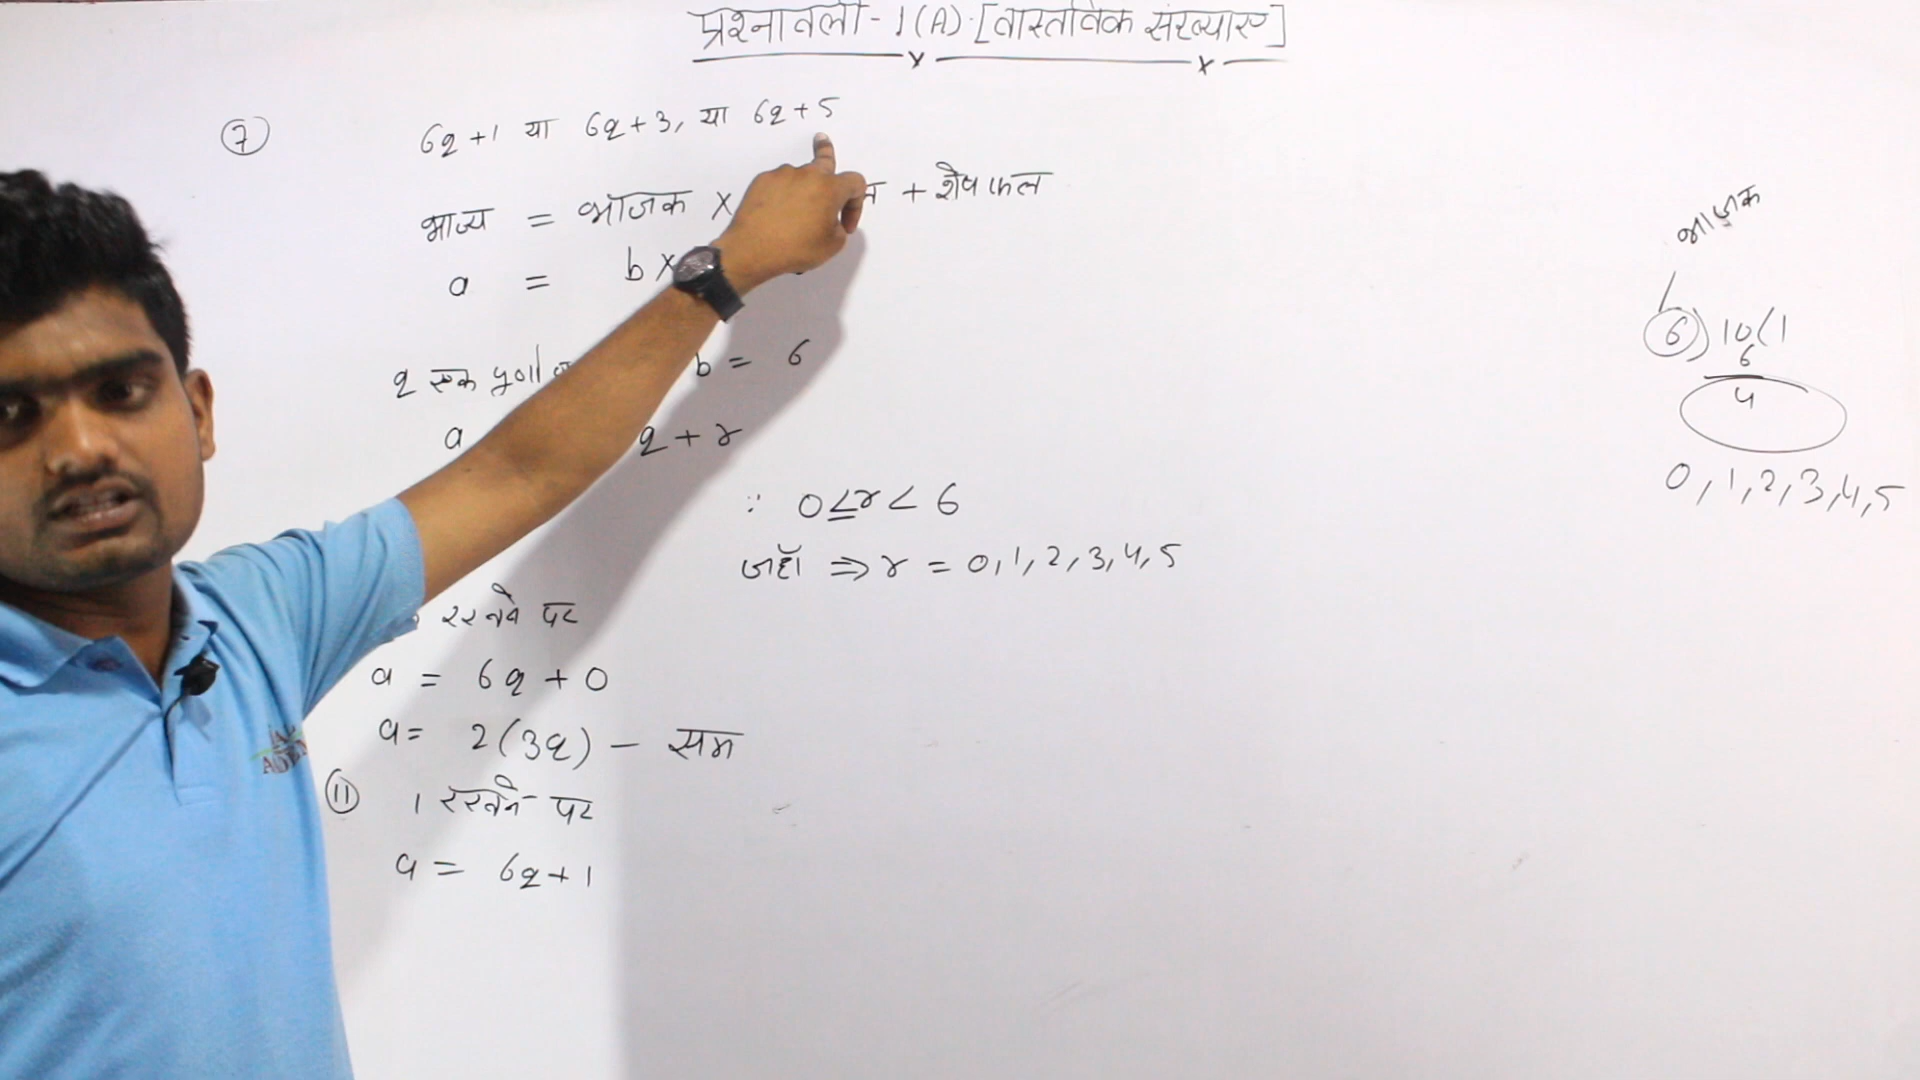 प्रश्नावली - 1(A). [वास्तविक संख्याएं]
7
6q + 1 या 6q + 3, या 6q + 5
भाज्य = भाजक × + शेषफल
a = b ×
q एक b = 6
a q + r
∵ 0 ≤ r < 6
जहाँ ⇒ r = 0, 1, 2, 3, 4, 5
रखने पर
a = 6q + 0
a = 2(3q) - सम
11 1 रखने पर
a = 6q + 1
भाजक
6) 10 ( 1
6
4
0, 1, 2, 3, 4, 5